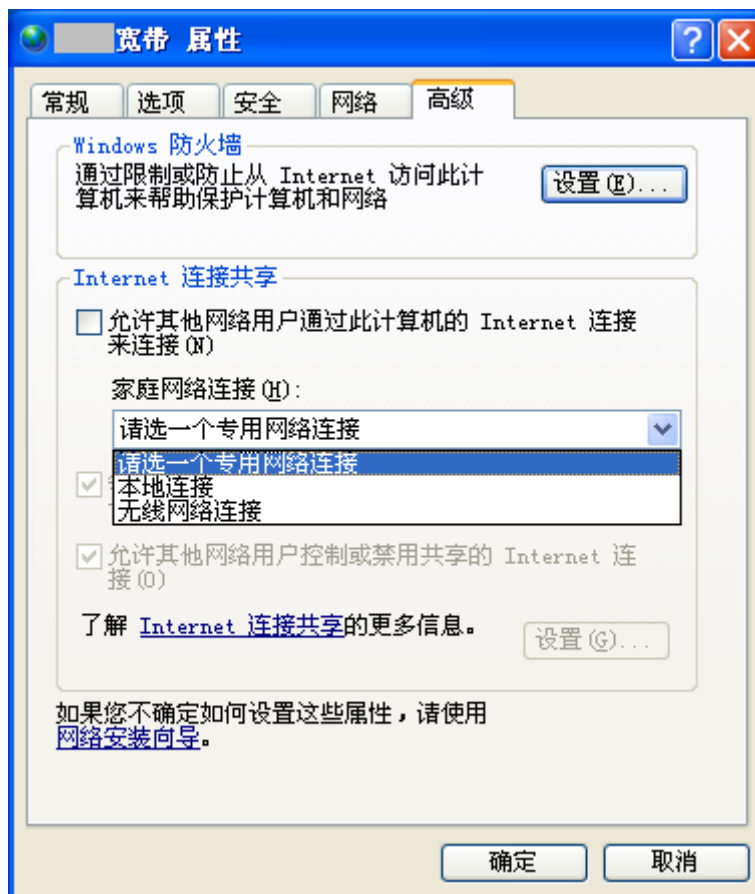 宽带 属性
常规
选项
安全
网络
高级
Windows 防火墙
通过限制或防止从 Internet 访问此计
算机来帮助保护计算机和网络
设置(E)...
Internet 连接共享
允许其他网络用户通过此计算机的 Internet 连接
来连接(N)
家庭网络连接(H):
请选一个专用网络连接
请选一个专用网络连接
本地连接
无线网络连接
允许其他网络用户控制或禁用共享的 Internet 连
接(O)
了解 Internet 连接共享的更多信息。
设置(G)...
如果您不确定如何设置这些属性，请使用
网络安装向导。
确定
取消